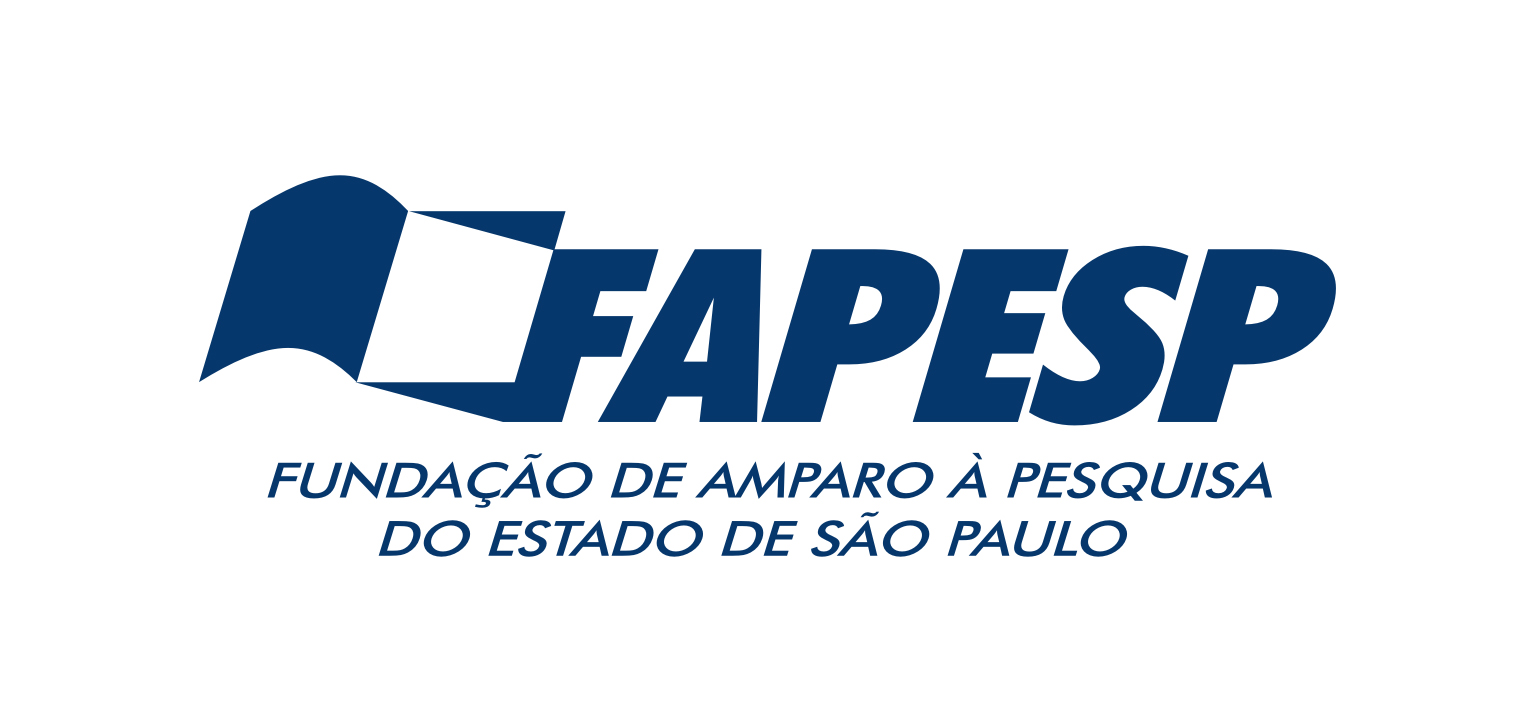 FAPESP
FUNDAÇÃO DE AMPARO À PESQUISA
DO ESTADO DE SÃO PAULO